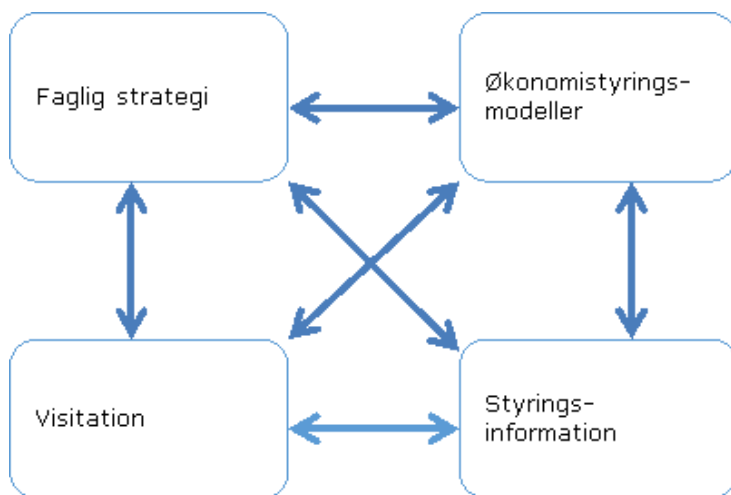 Faglig strategi
Økonomistyrings-
modeller
Visitation
Styrings-
information